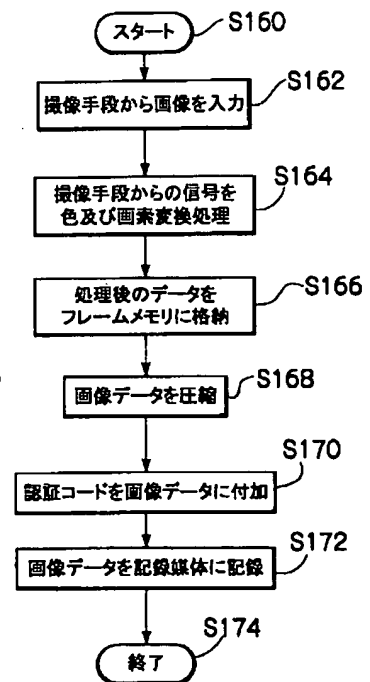 スタート
S160
撮像手段から画像を入力
S162
撮像手段からの信号を
色及び画素変換処理
S164
処理後のデータを
フレームメモリに格納
S166
画像データを圧縮
S168
認証コードを画像データに付加
S170
画像データを記録媒体に記録
S172
終了
S174